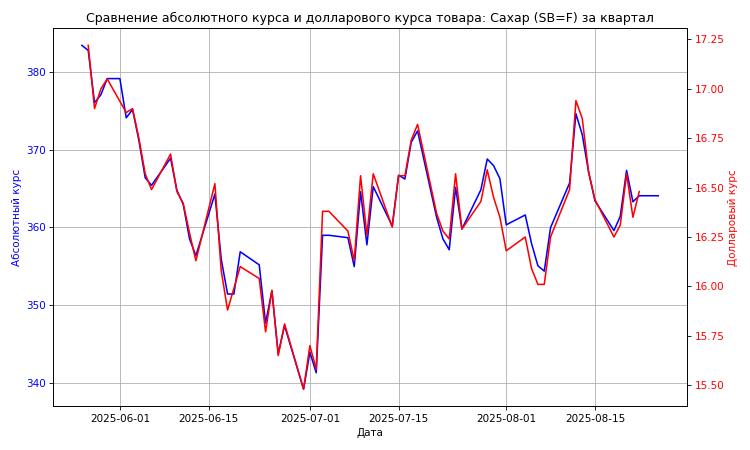 Сравнение абсолютного курса и долларового курса товара: Сахар (SB=F) за квартал
17.25
380
17.00
16.75
370
16.50
Абсолютный курс
Долларовый курс
360
16.25
16.00
350
15.75
340
15.50
2025-06-01 2025-06-15 2025-07-01 2025-07-15 2025-08-01 2025-08-15
Дата